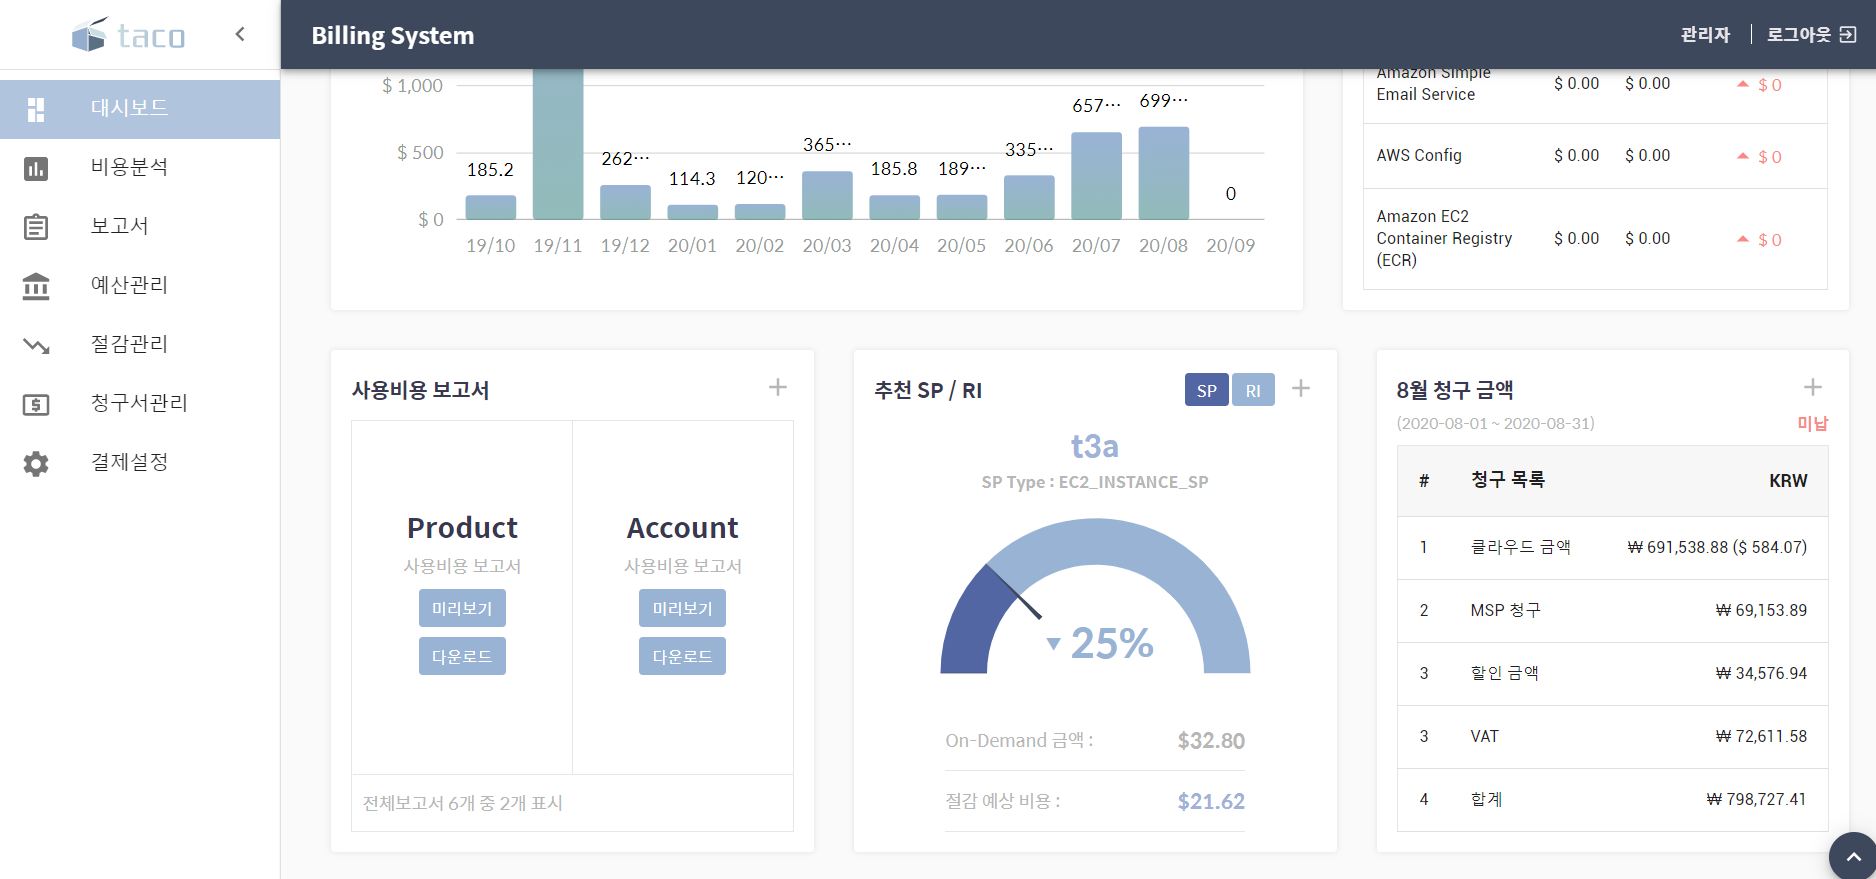 taco
Billing System
관리자
로그아웃
대시보드
비용분석
보고서
예산관리
절감관리
청구서관리
결제설정
$ 1,000
$ 500
$ 0
185.2
262…
114.3
120…
365…
185.8
189…
335…
657…
699…
0
19/10 19/11 19/12 20/01 20/02 20/03 20/04 20/05 20/06 20/07 20/08 20/09
Amazon Simple
Email Service
$ 0.00 $ 0.00 $ 0
AWS Config $ 0.00 $ 0.00 $ 0
Amazon EC2
Container Registry
(ECR)
$ 0.00 $ 0.00 $ 0
사용비용 보고서
Product
사용비용 보고서
미리보기
다운로드
Account
사용비용 보고서
미리보기
다운로드
전체보고서 6개 중 2개 표시
추천 SP / RI
SP RI
t3a
SP Type : EC2_INSTANCE_SP
25%
On-Demand 금액 : $32.80
절감 예상 비용 : $21.62
8월 청구 금액
(2020-08-01 ~ 2020-08-31) 미납
# 청구 목록 KRW
1 클라우드 금액 ₩ 691,538.88 ($ 584.07)
2 MSP 청구 ₩ 69,153.89
3 할인 금액 ₩ 34,576.94
3 VAT ₩ 72,611.58
4 합계 ₩ 798,727.41